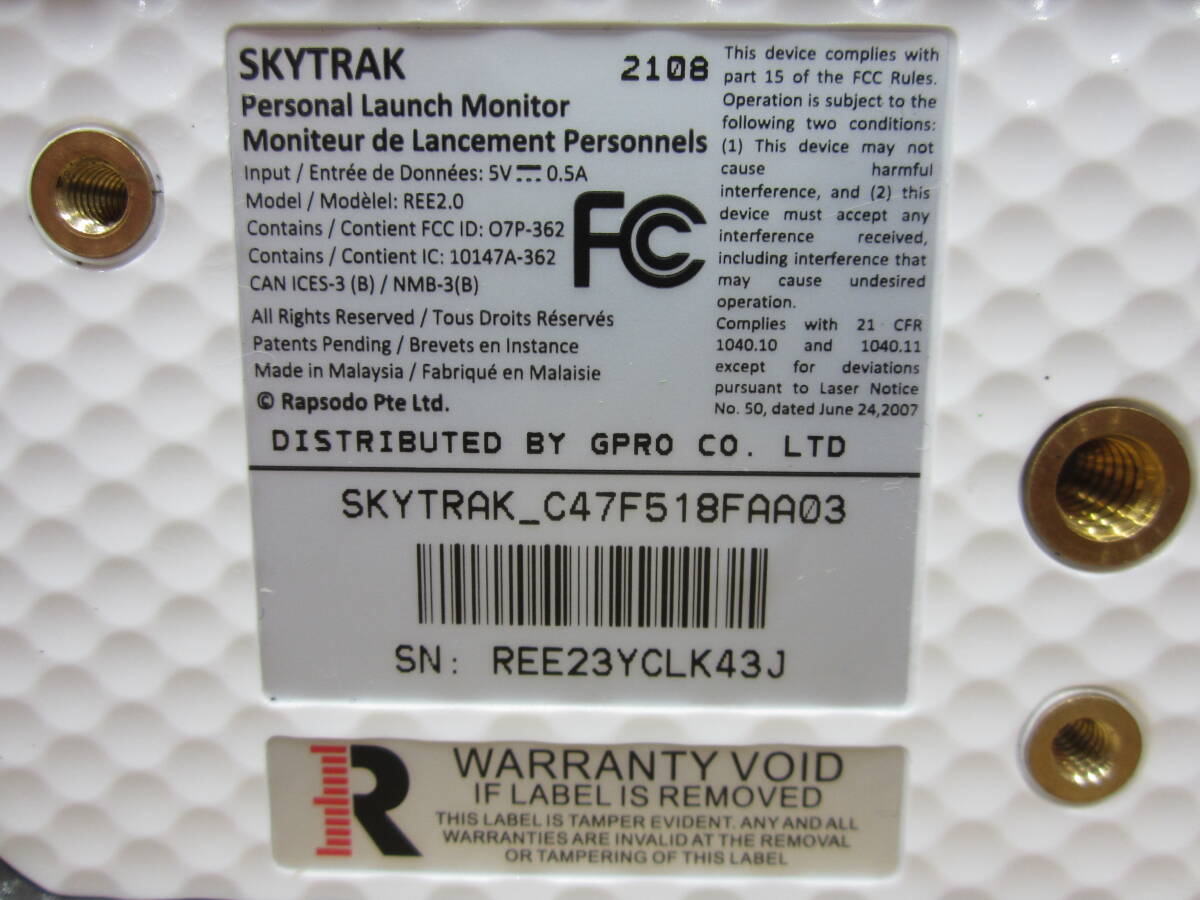 SKYTRAK
2108
Personal Launch Monitor
Moniteur de Lancement Personnels
Input / Entrée de Données: 5V⎓0.5A
Model / Modèlel: REE2.0
Contains / Contient FCC ID: O7P-362
Contains / Contient IC: 10147A-362
CAN ICES-3 (B) / NMB-3(B)
All Rights Reserved / Tous Droits Réservés
Patents Pending / Brevets en Instance
Made in Malaysia / Fabriqué en Malaisie
© Rapsodo Pte Ltd.
FC
This device complies with
part 15 of the FCC Rules.
Operation is subject to the
following two conditions:
(1) This device may not
cause harmful
interference, and (2) this
device must accept any
interference received,
including interference that
may cause undesired
operation.
Complies with 21 CFR
1040.10 and 1040.11
except for deviations
pursuant to Laser Notice
No. 50, dated June 24,2007
DISTRIBUTED BY GPRO CO. LTD
SKYTRAK_C47F518FAA03
SN: REE23YCLK43J
R
WARRANTY VOID
IF LABEL IS REMOVED
THIS LABEL IS TAMPER EVIDENT. ANY AND ALL
WARRANTIES ARE INVALID AT THE REMOVAL
OR TAMPERING OF THIS LABEL